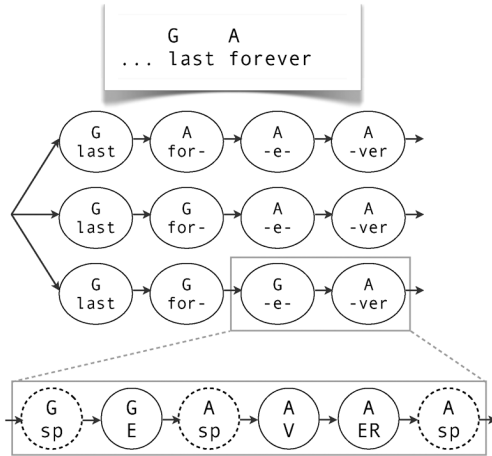 G A
... last forever
G A A A
last for- -e- -ver
G G A A
last for- -e- -ver
G G G A
last for- -e- -ver
G G A A A A
sp E sp V ER sp